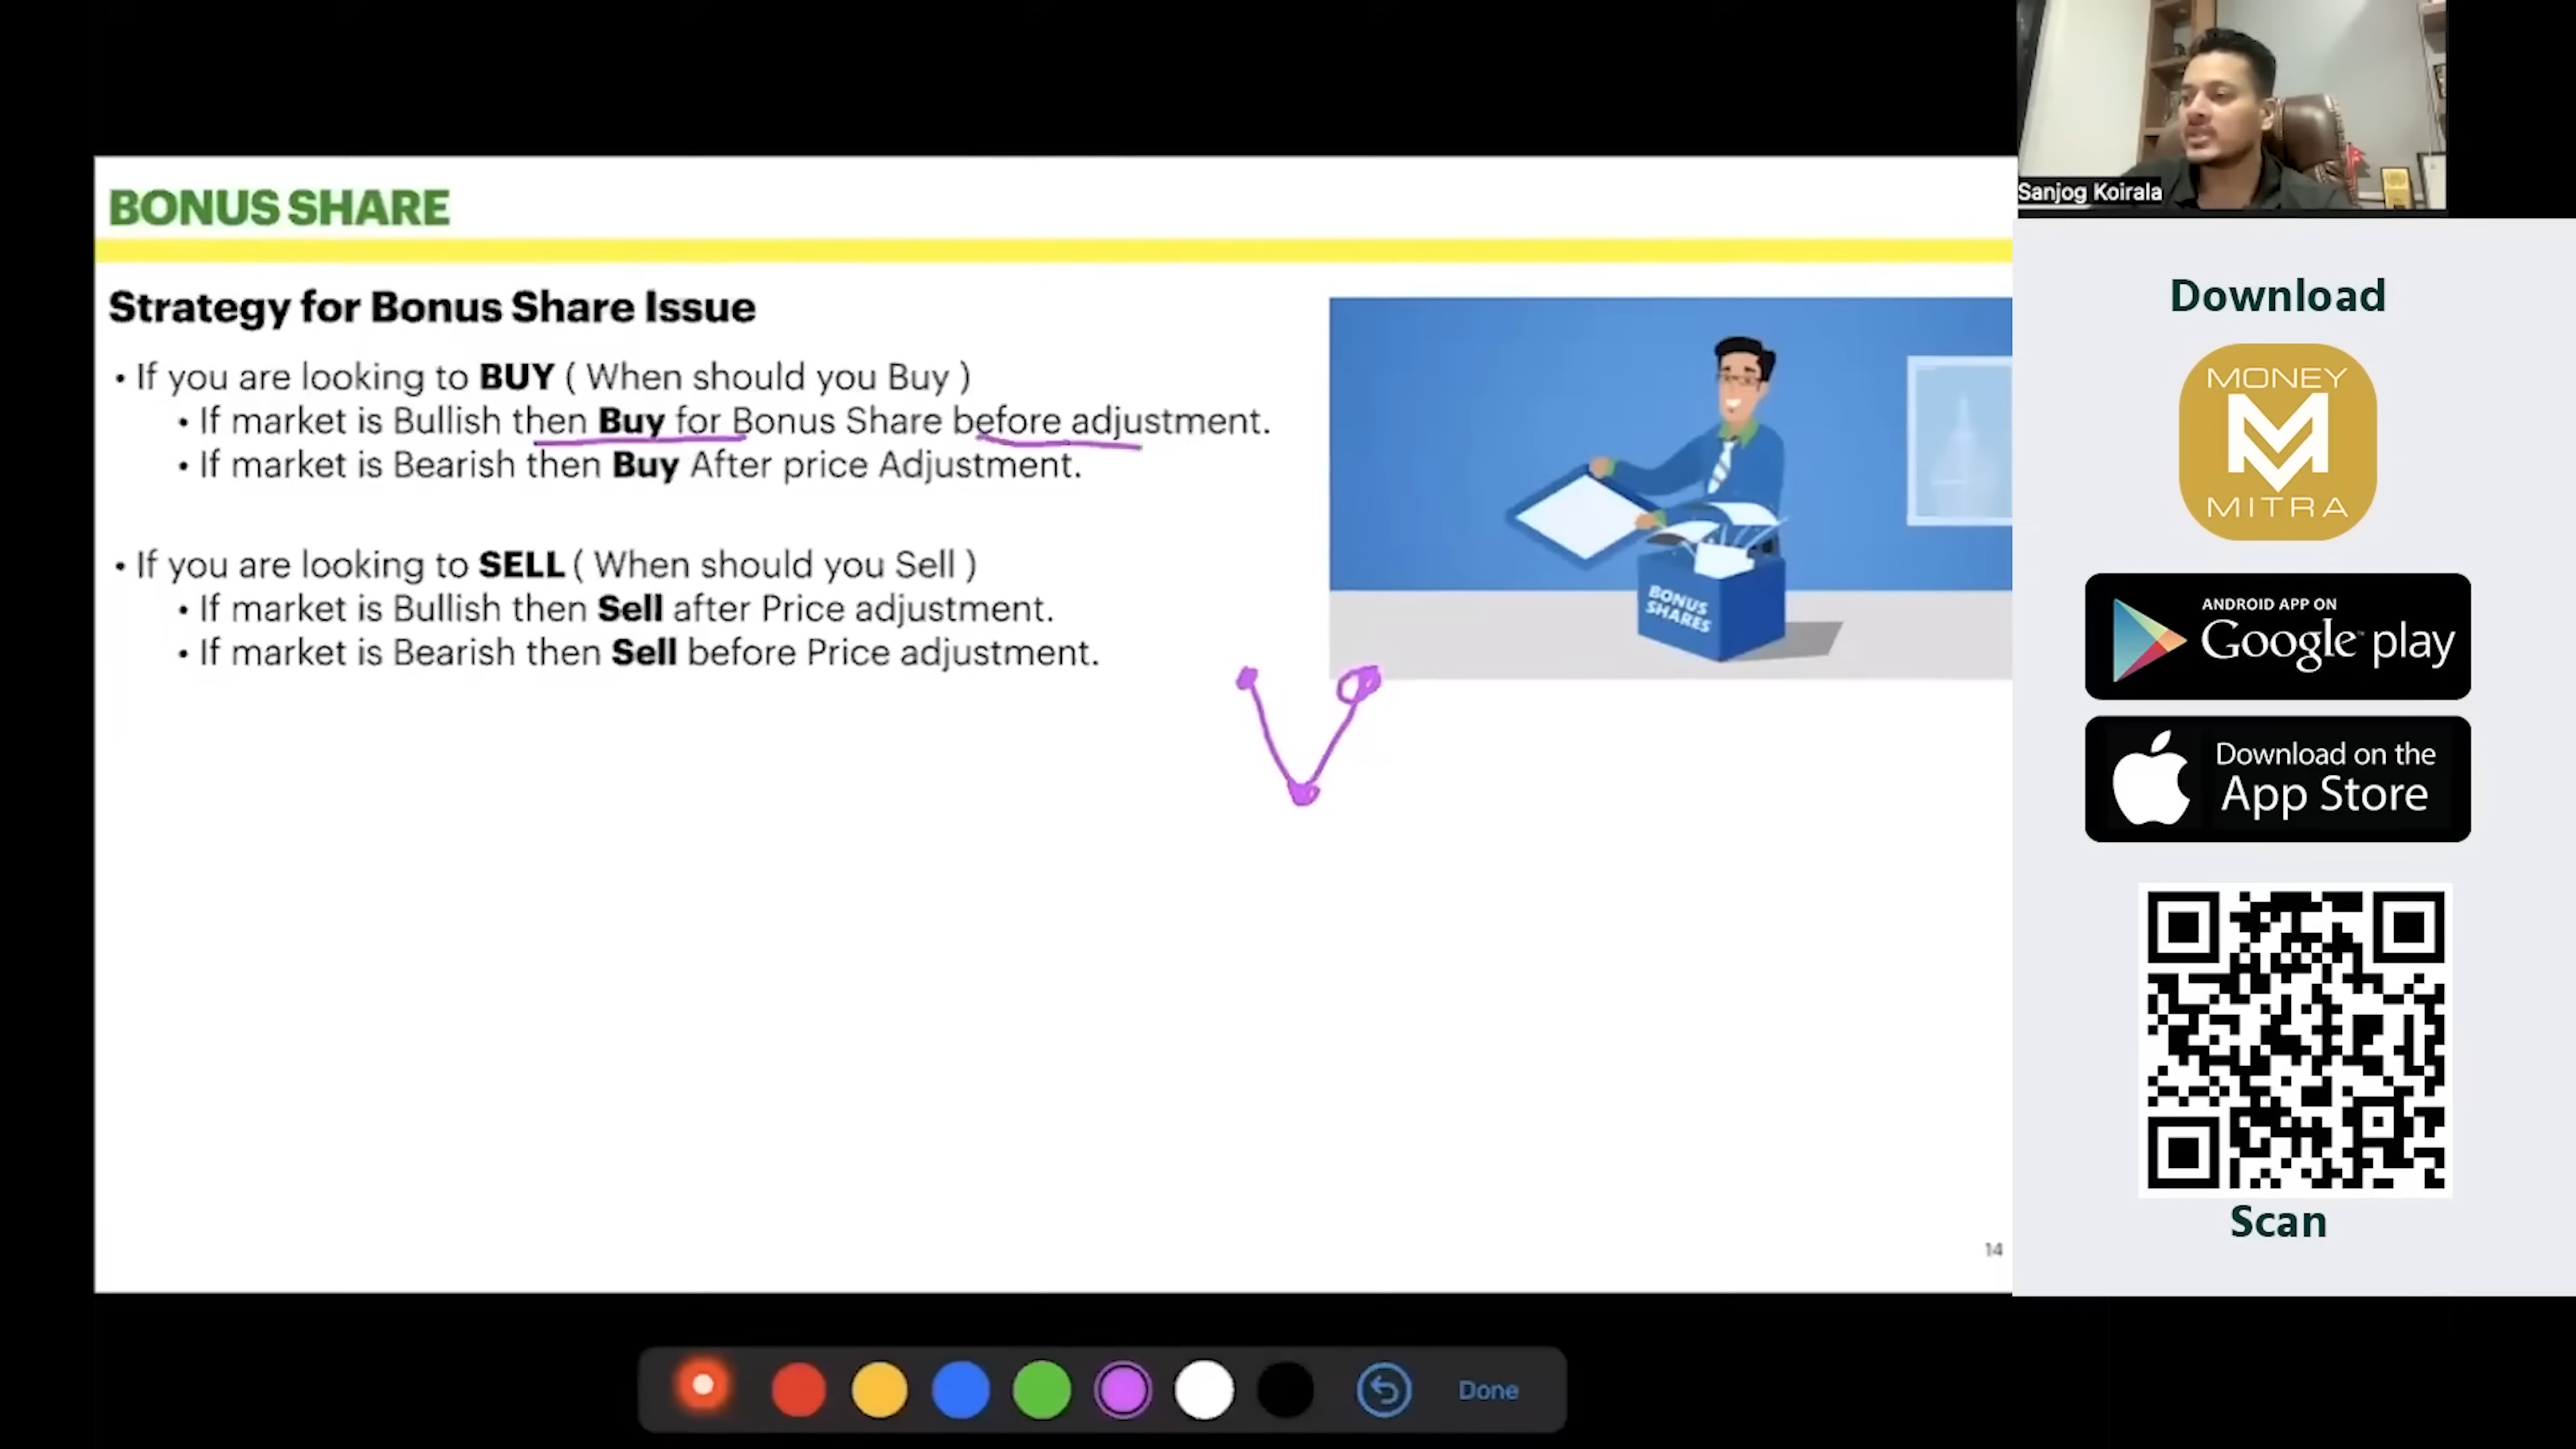 BONUS SHARE
Strategy for Bonus Share Issue
• If you are looking to BUY ( When should you Buy )
• If market is Bullish then Buy for Bonus Share before adjustment.
• If market is Bearish then Buy After price Adjustment.
• If you are looking to SELL ( When should you Sell )
• If market is Bullish then Sell after Price adjustment.
• If market is Bearish then Sell before Price adjustment.
BONUS
SHARES
14
Sanjog Koirala
Download
MONEY
MITRA
ANDROID APP ON
Google play
Download on the
App Store
Scan
Done